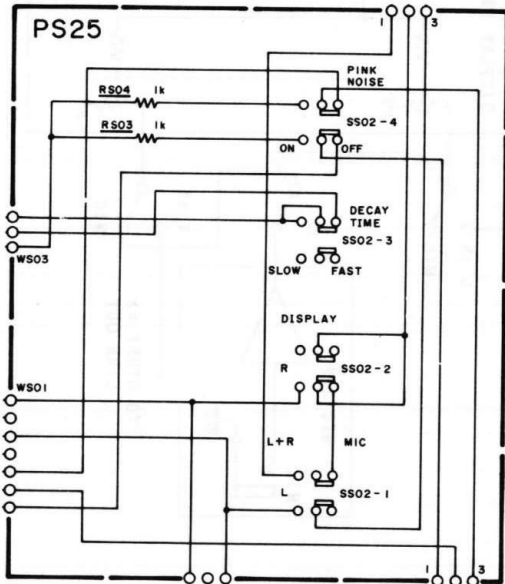 PS25
1
3
PINK
NOISE
RS04 1k
SS02-4
RS03 1k
ON
OFF
DECAY
TIME
SS02-3
WS03
SLOW
FAST
DISPLAY
R
SS02-2
WS01
L+R
MIC
L
SS02-1
1
3